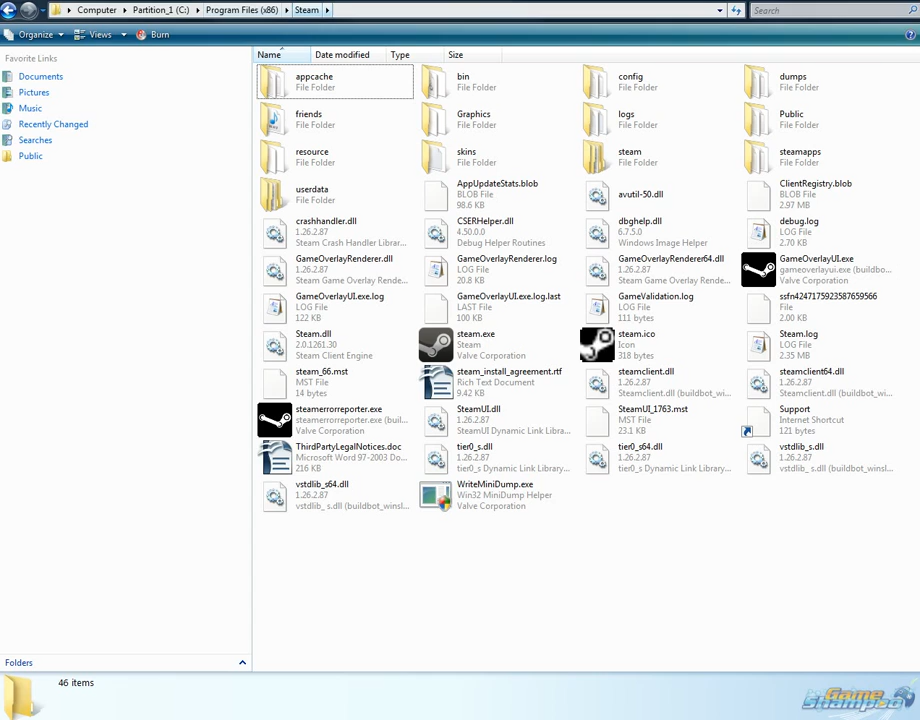 Computer ▸ Partition_1 (C:) ▸ Program Files (x86) ▸ Steam ▸
Search
Organize Views Burn
Favorite Links
Documents
Pictures
Music
Recently Changed
Searches
Public
Folders
Name Date modified Type Size
appcache
File Folder
bin
File Folder
config
File Folder
dumps
File Folder
friends
File Folder
Graphics
File Folder
logs
File Folder
Public
File Folder
resource
File Folder
skins
File Folder
steam
File Folder
steamapps
File Folder
userdata
File Folder
AppUpdateStats.blob
BLOB File
98.6 KB
avutil-50.dll
ClientRegistry.blob
BLOB File
2.97 MB
crashhandler.dll
1.26.2.87
Steam Crash Handler Librar...
CSERHelper.dll
4.50.0.0
Debug Helper Routines
dbghelp.dll
6.7.5.0
Windows Image Helper
debug.log
LOG File
2.70 KB
GameOverlayRenderer.dll
1.26.2.87
Steam Game Overlay Rende...
GameOverlayRenderer.log
LOG File
20.8 KB
GameOverlayRenderer64.dll
1.26.2.87
Steam Game Overlay Rende...
GameOverlayUI.exe
gameoverlayui.exe (buildbo...
Valve Corporation
GameOverlayUI.exe.log
LOG File
122 KB
GameOverlayUI.exe.log.last
LAST File
100 KB
GameValidation.log
LOG File
111 bytes
ssfn4247175923587659566
File
2.00 KB
Steam.dll
2.0.1261.30
Steam Client Engine
steam.exe
Steam
Valve Corporation
steam.ico
Icon
318 bytes
Steam.log
LOG File
2.35 MB
steam_66.mst
MST File
14 bytes
steam_install_agreement.rtf
Rich Text Document
9.42 KB
steamclient.dll
1.26.2.87
Steamclient.dll (buildbot_wi...
steamclient64.dll
1.26.2.87
Steamclient.dll (buildbot_wi...
steamerrorreporter.exe
steamerrorreporter.exe (buil...
Valve Corporation
SteamUI.dll
1.26.2.87
SteamUI Dynamic Link Libra...
SteamUI_1763.mst
MST File
23.1 KB
Support
Internet Shortcut
121 bytes
ThirdPartyLegalNotices.doc
Microsoft Word 97-2003 Do...
216 KB
tier0_s.dll
1.26.2.87
tier0_s Dynamic Link Library...
tier0_s64.dll
1.26.2.87
tier0_s Dynamic Link Library...
vstdlib_s.dll
1.26.2.87
vstdlib_s.dll (buildbot_winsl...
vstdlib_s64.dll
1.26.2.87
vstdlib_ s.dll (buildbot_winsl...
WriteMiniDump.exe
Win32 MiniDump Helper
Valve Corporation
46 items
Game
Shampoo